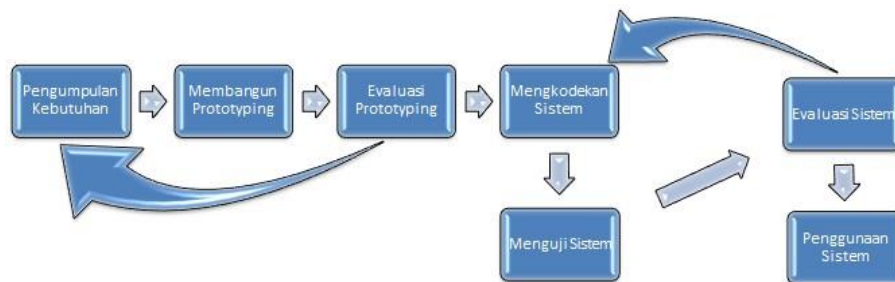 Pengumpulan
Kebutuhan
Membangun
Prototyping
Evaluasi
Prototyping
Mengkodekan
Sistem
Evaluasi Sistem
Menguji Sistem
Penggunaan
Sistem